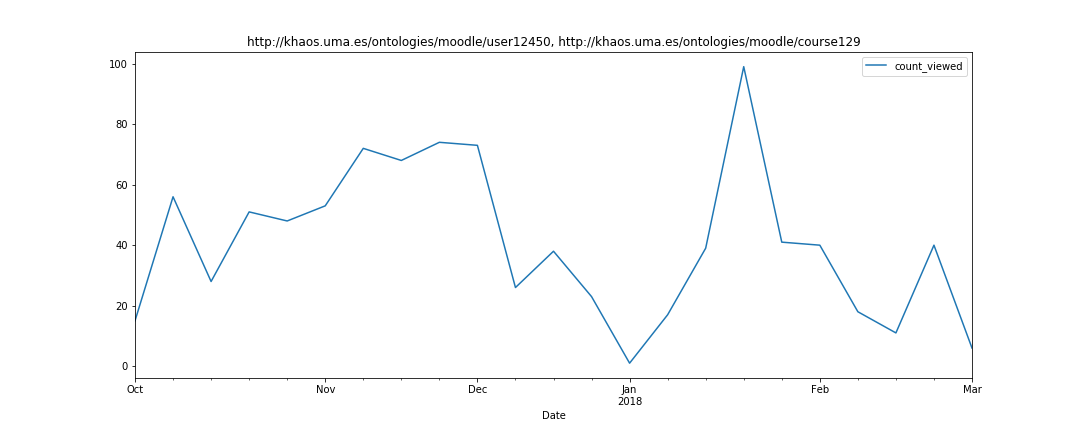 http://khaos.uma.es/ontologies/moodle/user12450, http://khaos.uma.es/ontologies/moodle/course129
count_viewed
100
80
60
40
20
0
Oct Nov Dec Jan Feb Mar
2018
Date